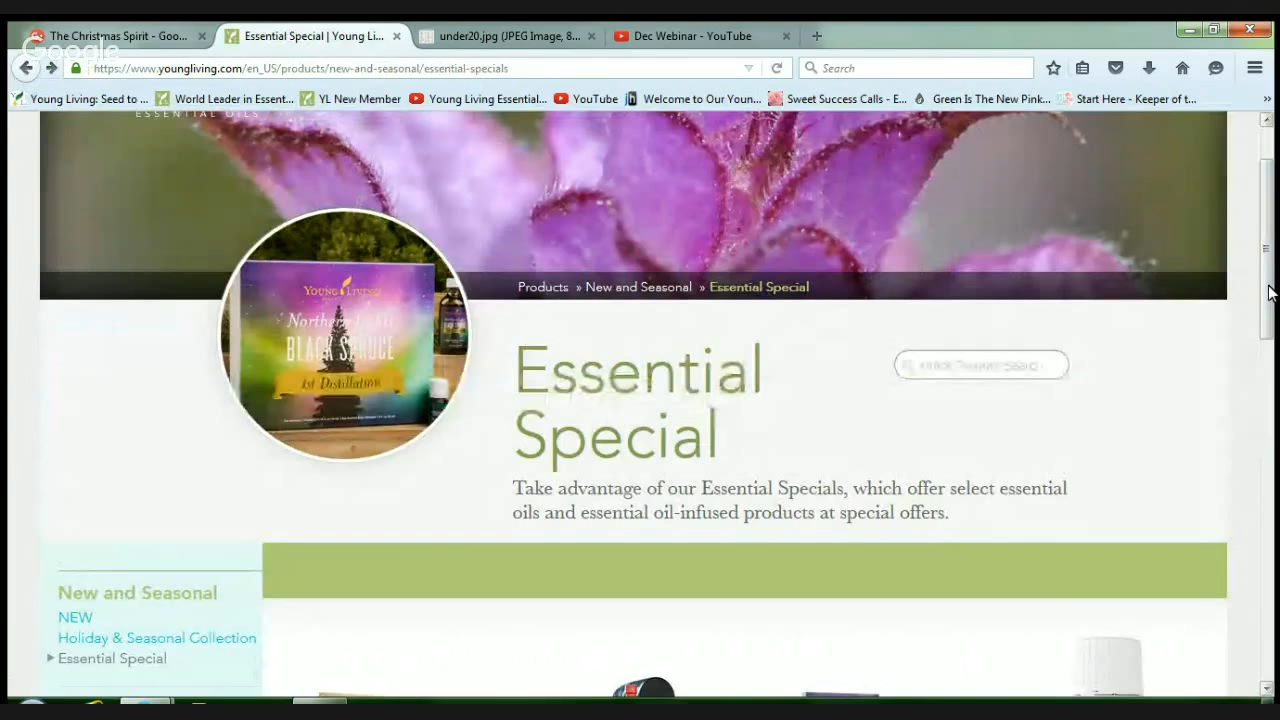 The Christmas Spirit - Goo...
Essential Special | Young Li...
under20.jpg (JPEG Image, 8...
Dec Webinar - YouTube
Google
https://www.youngliving.com/en_US/products/new-and-seasonal/essential-specials
Search
Young Living: Seed to ...
World Leader in Essent...
YL New Member
Young Living Essential...
YouTube
Welcome to Our Youn...
Sweet Success Calls - E...
Green Is The New Pink...
Start Here - Keeper of t...
ESSENTIAL OILS
Products » New and Seasonal » Essential Special
YOUNG LIVING
Northern Lights
BLACK SPRUCE
1st Distillation
Essential
Special
Take advantage of our Essential Specials, which offer select essential
oils and essential oil-infused products at special offers.
New and Seasonal
NEW
Holiday & Seasonal Collection
Essential Special